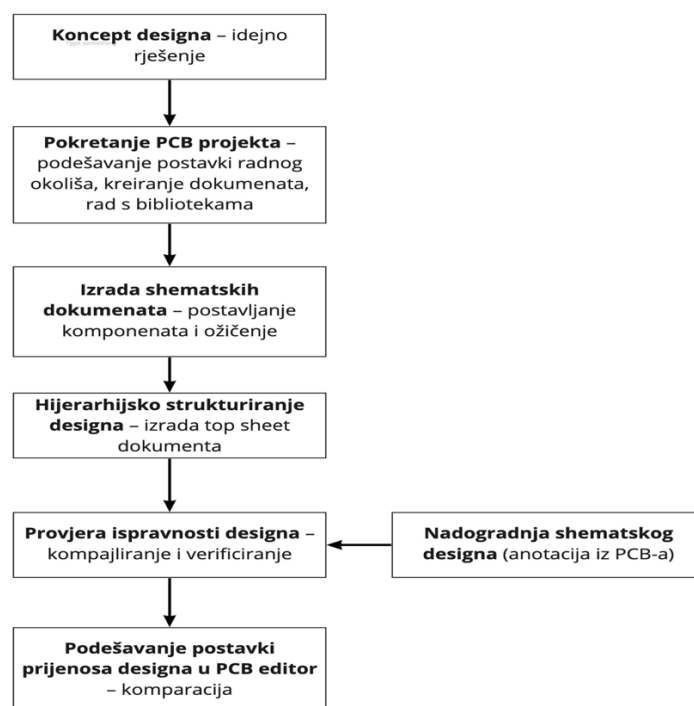 Koncept designa – idejno
Type something
rješenje
Pokretanje PCB projekta –
podešavanje postavki radnog
okoliša, kreiranje dokumenata,
rad s bibliotekama
Izrada shematskih
dokumenata – postavljanje
komponenata i ožičenje
Hijerarhijsko strukturiranje
designa – izrada top sheet
dokumenta
Provjera ispravnosti designa –
kompajliranje i verificiranje
Nadogradnja shematskog
designa (anotacija iz PCB-a)
Podešavanje postavki
prijenosa designa u PCB editor
– komparacija